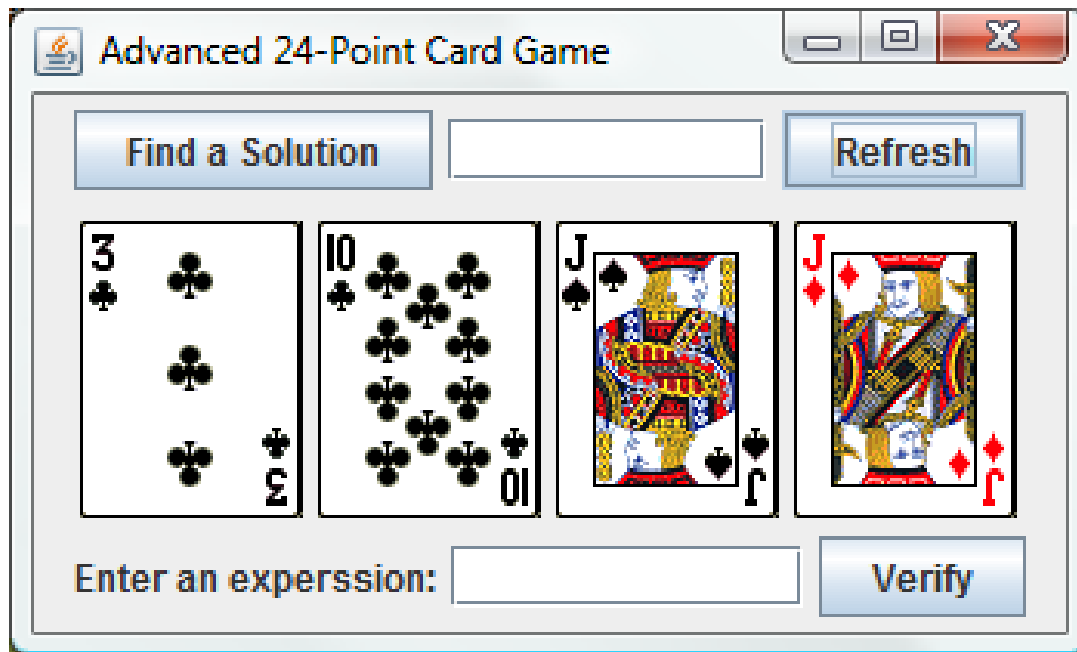 Advanced 24-Point Card Game
Find a Solution Refresh
3 10 J J
3 10 J J
Enter an experssion: Verify